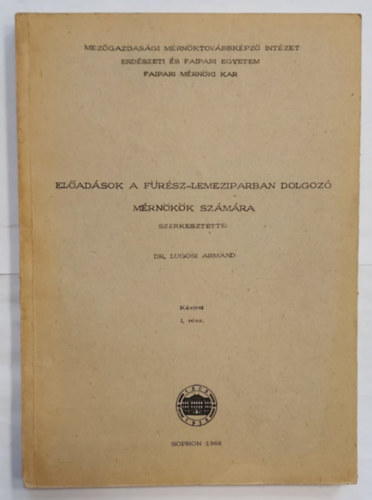 MEZŐGAZDASÁGI MÉRNÖKTOVÁBBKÉPZŐ INTÉZET
ERDÉSZETI ÉS FAIPARI EGYETEM
FAIPARI MÉRNÖKI KAR
ELŐADÁSOK A FŰRÉSZ-LEMEZIPARBAN DOLGOZÓ
MÉRNÖKÖK SZÁMÁRA
SZERKESZTETTE:
DR. LUGOSI ARMAND
Kézirat
I. rész.
SOPRON 1968